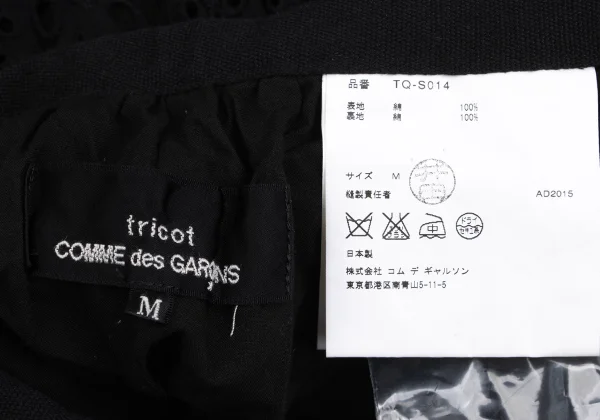 tricot
COMME des GARÇONS
M
品番 TQ-S014
表地 綿 100%
裏地 綿 100%
サイズ M
縫製責任者 AD2015
日本製
株式会社 コム デ ギャルソン
東京都港区南青山5-11-5